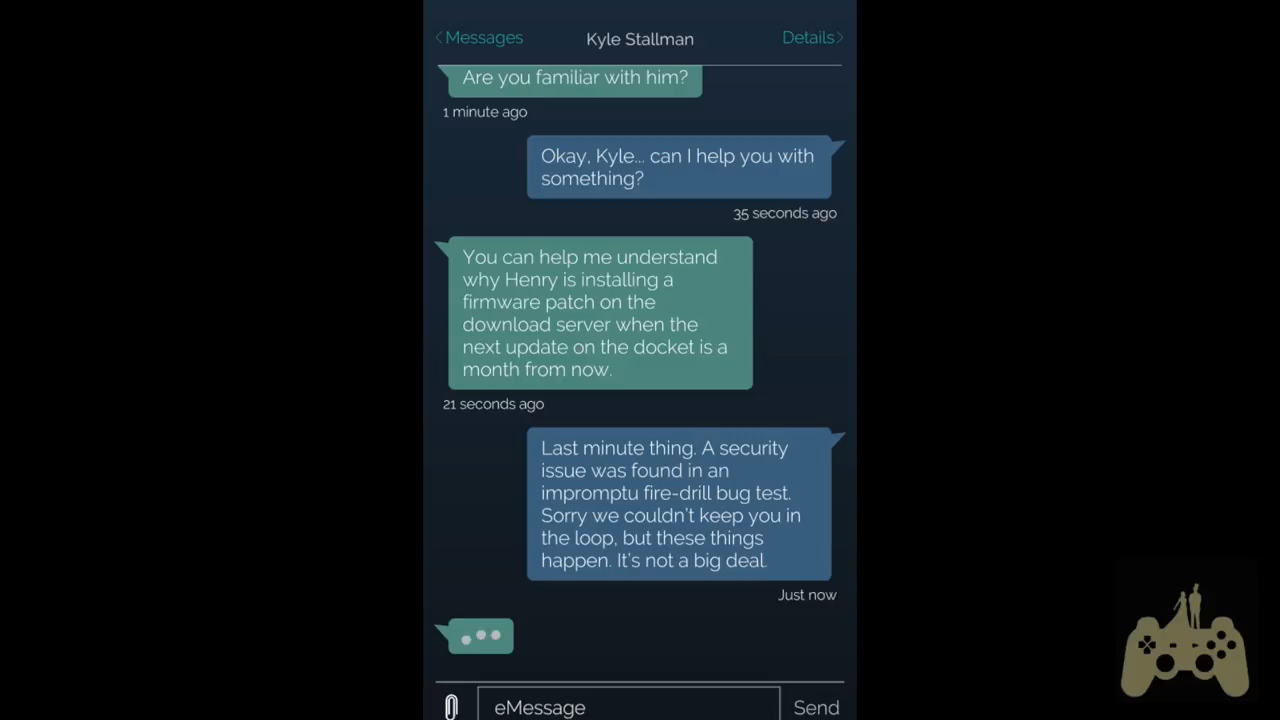 Messages
Kyle Stallman
Details
Are you familiar with him?
1 minute ago
Okay, Kyle... can I help you with
something?
35 seconds ago
You can help me understand
why Henry is installing a
firmware patch on the
download server when the
next update on the docket is a
month from now.
21 seconds ago
Last minute thing. A security
issue was found in an
impromptu fire-drill bug test.
Sorry we couldn't keep you in
the loop, but these things
happen. It's not a big deal.
Just now
eMessage
Send